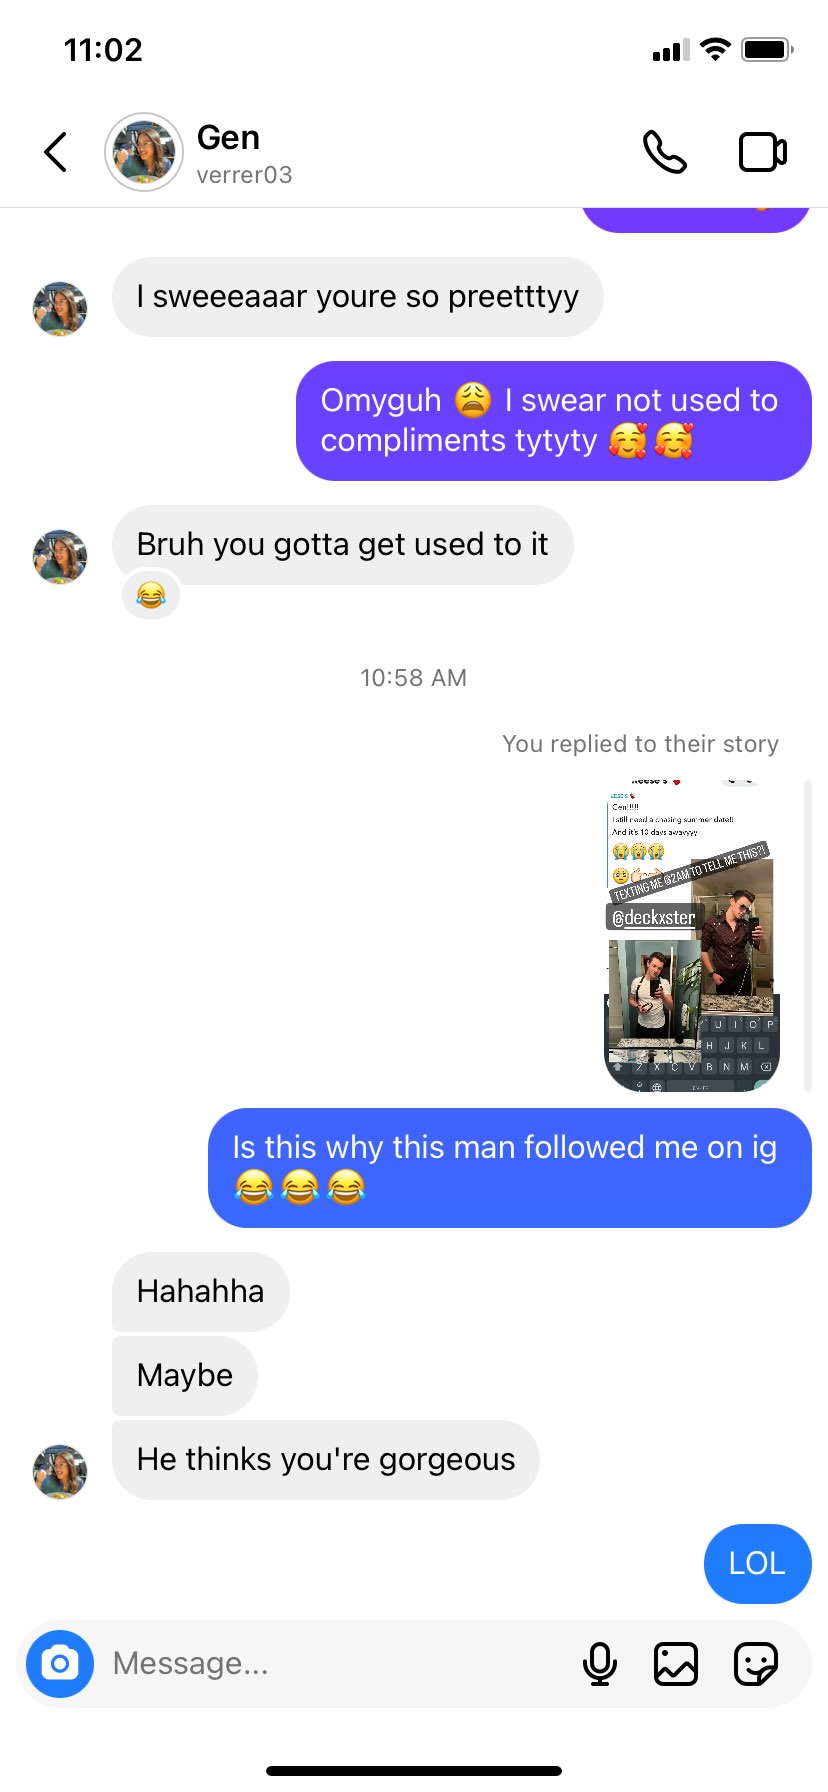 11:02
Gen
verrer03
I sweeeaaar youre so preetttyy
Omyguh 😩 I swear not used to
compliments tytyty 🥰🥰
Bruh you gotta get used to it
😂
10:58 AM
You replied to their story
Gen!!!!!
I still need a chasing summer date!!
And it's 10 days awayyyy
😭😭😭
TEXTING ME @2AM TO TELL ME THIS?!
@deckxster
U I O P
H J K L
Z X C V B N M
Is this why this man followed me on ig
😂😂😂
Hahahha
Maybe
He thinks you're gorgeous
LOL
Message...